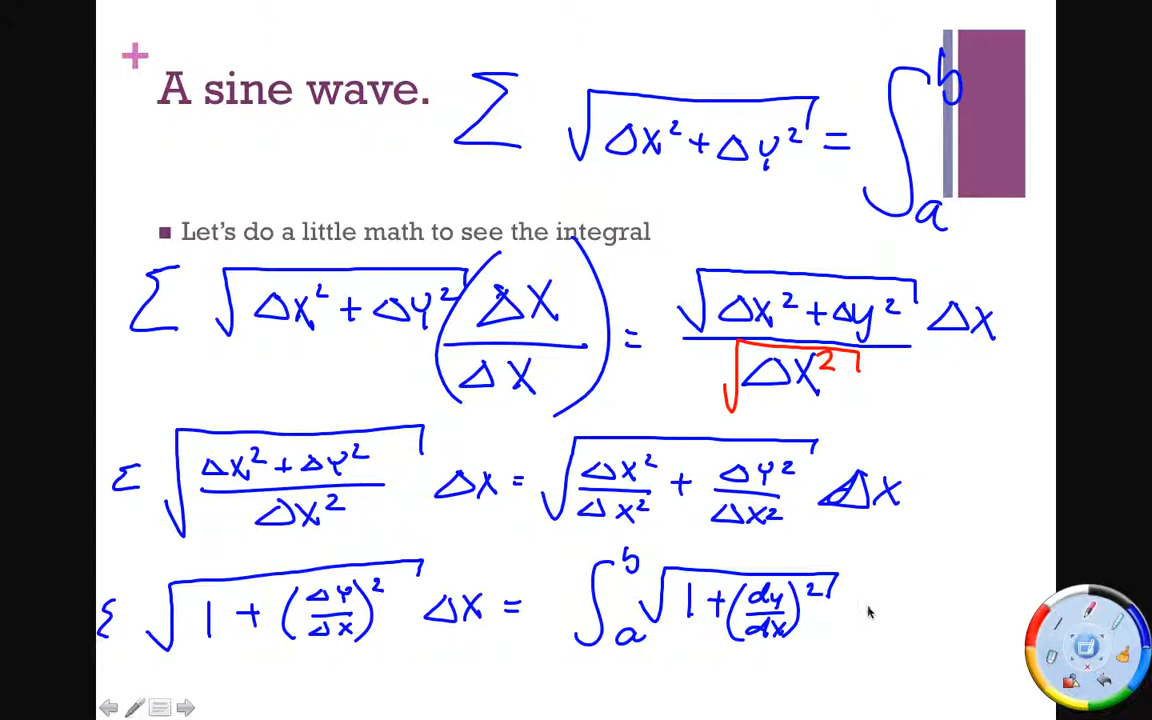 +
A sine wave. Σ √(Δx²+Δy²) = ∫ₐᵇ
Let's do a little math to see the integral
Σ √(Δx²+Δy²) (Δx/Δx) = √(Δx²+Δy²)/√(Δx²) Δx
Σ √((Δx²+Δy²)/Δx²) Δx = √(Δx²/Δx² + Δy²/Δx²) Δx
Σ √(1+(Δy/Δx)²) Δx = ∫ₐᵇ √(1+(dy/dx)²)